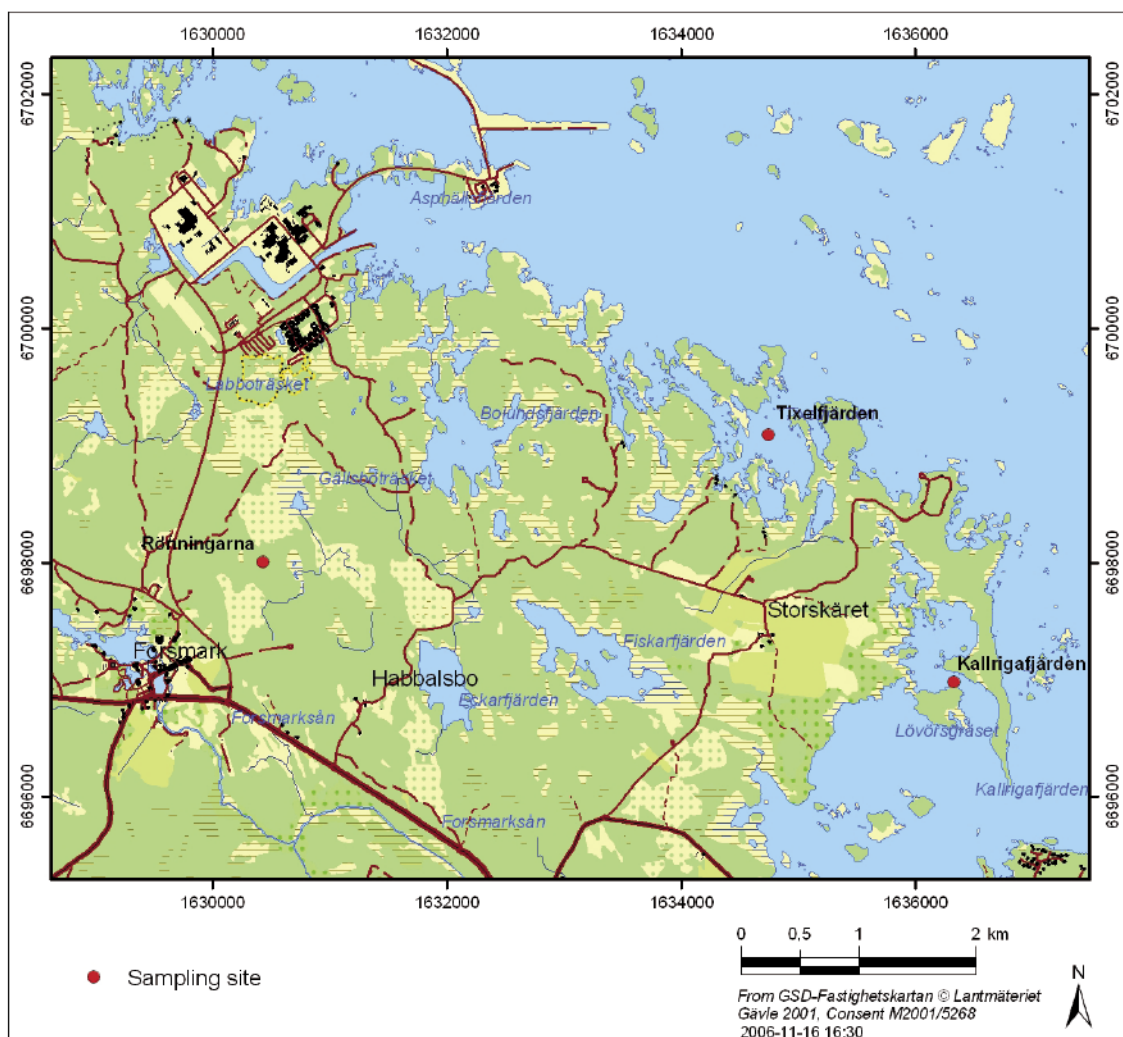 1630000 1632000 1634000 1636000
6702000 6702000
Asphällsfjärden
6700000 6700000
Labboträsket
Bolundsfjärden
Tixelfjärden
Gällsboträsket
Rönningarna
6698000 6698000
Storskäret
Forsmark
Fiskarfjärden
Kallrigafjärden
Habbalsbo
Eckarfjärden
Forsmarksån
Lövörsgräset
Kallrigafjärden
6696000 6696000
Forsmarksån
1630000 1632000 1634000 1636000
0 0,5 1 2 km
Sampling site
N
From GSD-Fastighetskartan © Lantmäteriet
Gävle 2001, Consent M2001/5268
2006-11-16 16:30